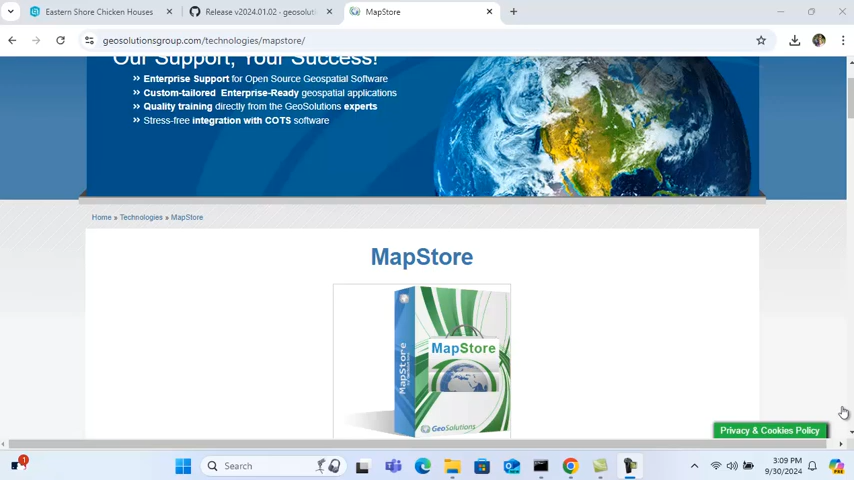 Eastern Shore Chicken Houses
Release v2024.01.02 · geosoluti
MapStore
geosolutionsgroup.com/technologies/mapstore/
Our Support, Your Success!
» Enterprise Support for Open Source Geospatial Software
» Custom-tailored Enterprise-Ready geospatial applications
» Quality training directly from the GeoSolutions experts
» Stress-free integration with COTS software
Home » Technologies » MapStore
MapStore
MapStore
MapStore
GeoSolutions
Privacy & Cookies Policy
1
Search
3:09 PM
9/30/2024